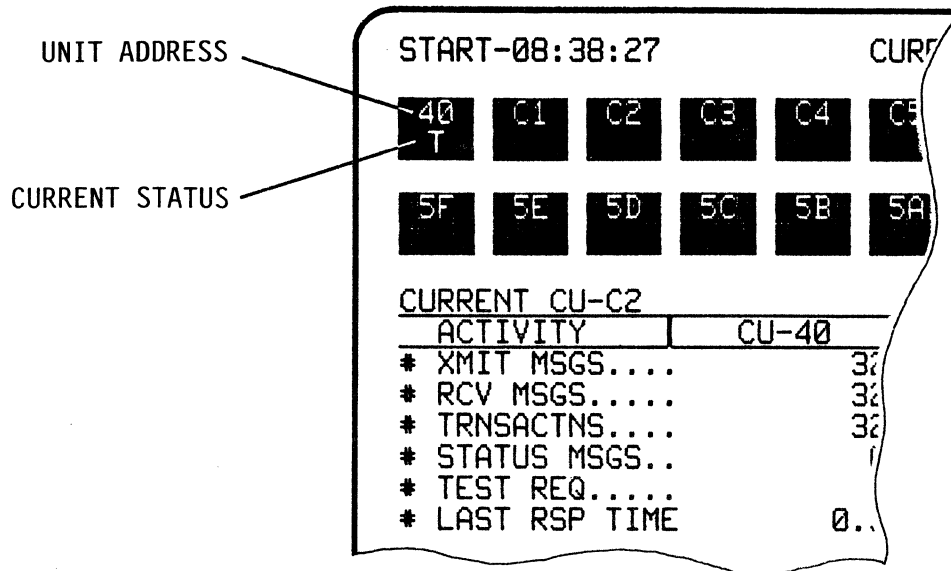 UNIT ADDRESS
CURRENT STATUS
START-08:38:27
40 C1 C2 C3 C4
T
5F 5E 5D 5C 5B 5A
CURRENT CU-C2
ACTIVITY CU-40
# XMIT MSGS....
# RCV MSGS.....
# TRNSACTNS....
# STATUS MSGS..
# TEST REQ.....
# LAST RSP TIME 0..